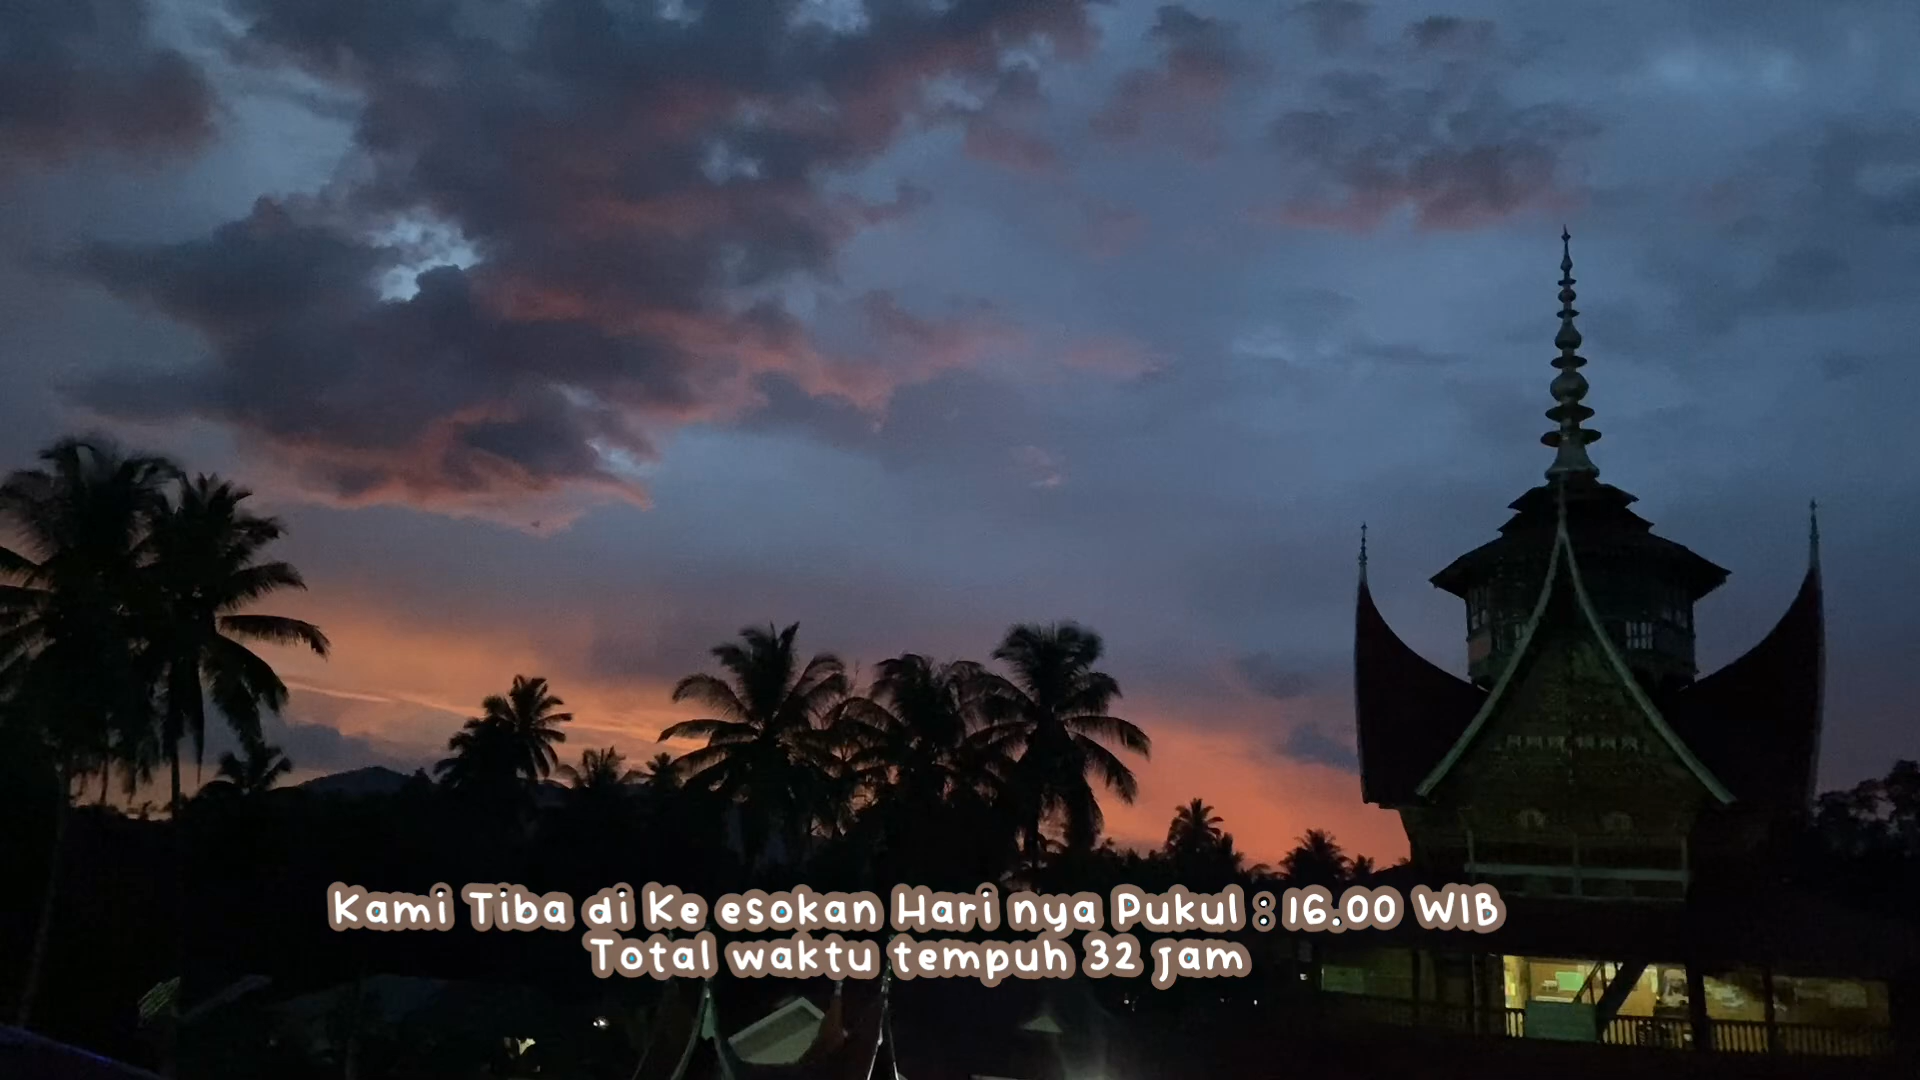 Kami Tiba di Ke esokan Hari nya Pukul : 16.00 WIB
Total waktu tempuh 32 jam